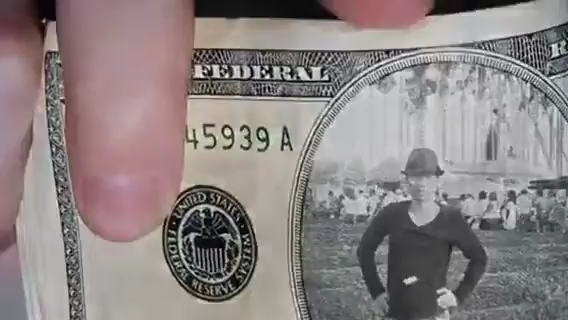 FEDERAL R
45939 A
UNITED STATES
FEDERAL RESERVE SYSTEM